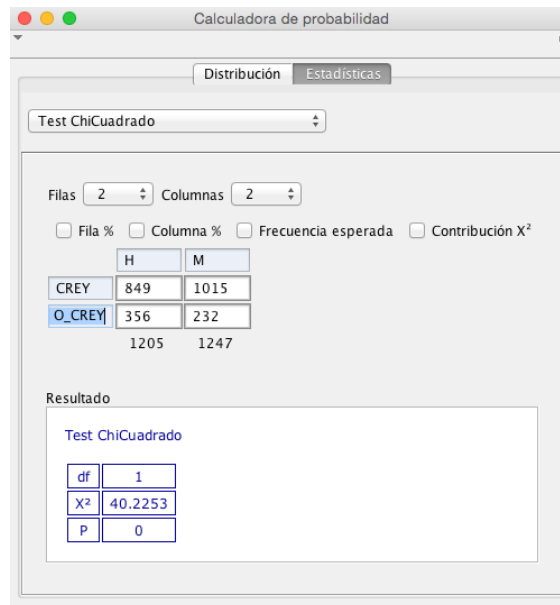 Calculadora de probabilidad
Distribución Estadísticas
Test ChiCuadrado
Filas 2 Columnas 2
Fila % Columna % Frecuencia esperada Contribución X²
H M
CREY 849 1015
O_CREY 356 232
1205 1247
Resultado
Test ChiCuadrado
df 1
X² 40.2253
P 0